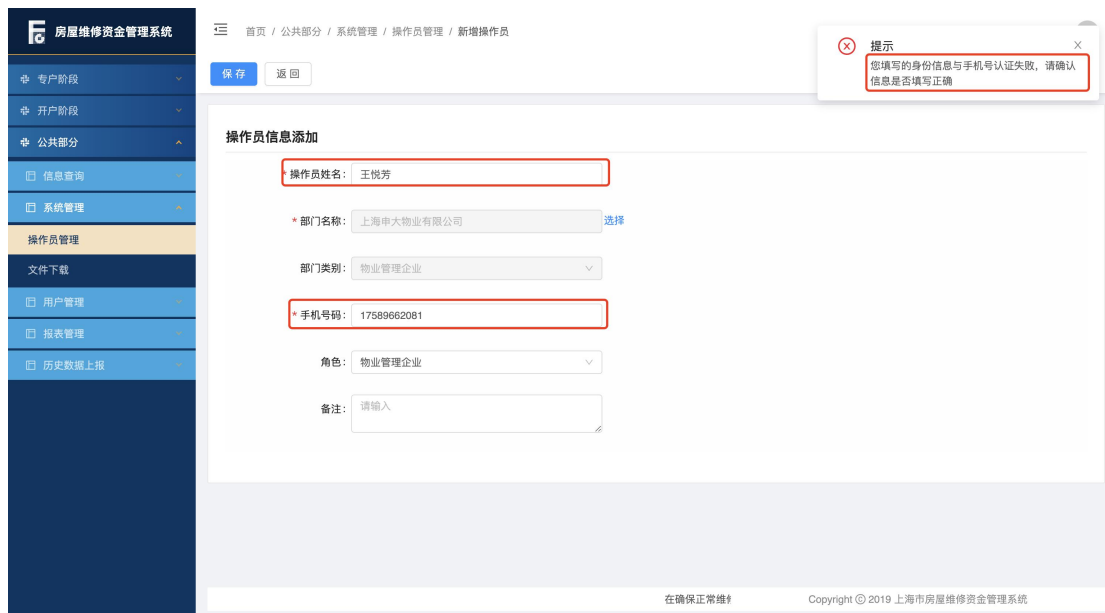 房屋维修资金管理系统
首页 / 公共部分 / 系统管理 / 操作员管理 / 新增操作员
提示
您填写的身份信息与手机号认证失败，请确认
信息是否填写正确
保存 返回
专户阶段
开户阶段
公共部分
信息查询
系统管理
操作员管理
文件下载
用户管理
报表管理
历史数据上报
操作员信息添加
* 操作员姓名： 王悦芳
* 部门名称： 上海申大物业有限公司 选择
部门类别： 物业管理企业
* 手机号码： 17589662081
角色： 物业管理企业
备注： 请输入
在确保正常维修 Copyright © 2019 上海市房屋维修资金管理系统